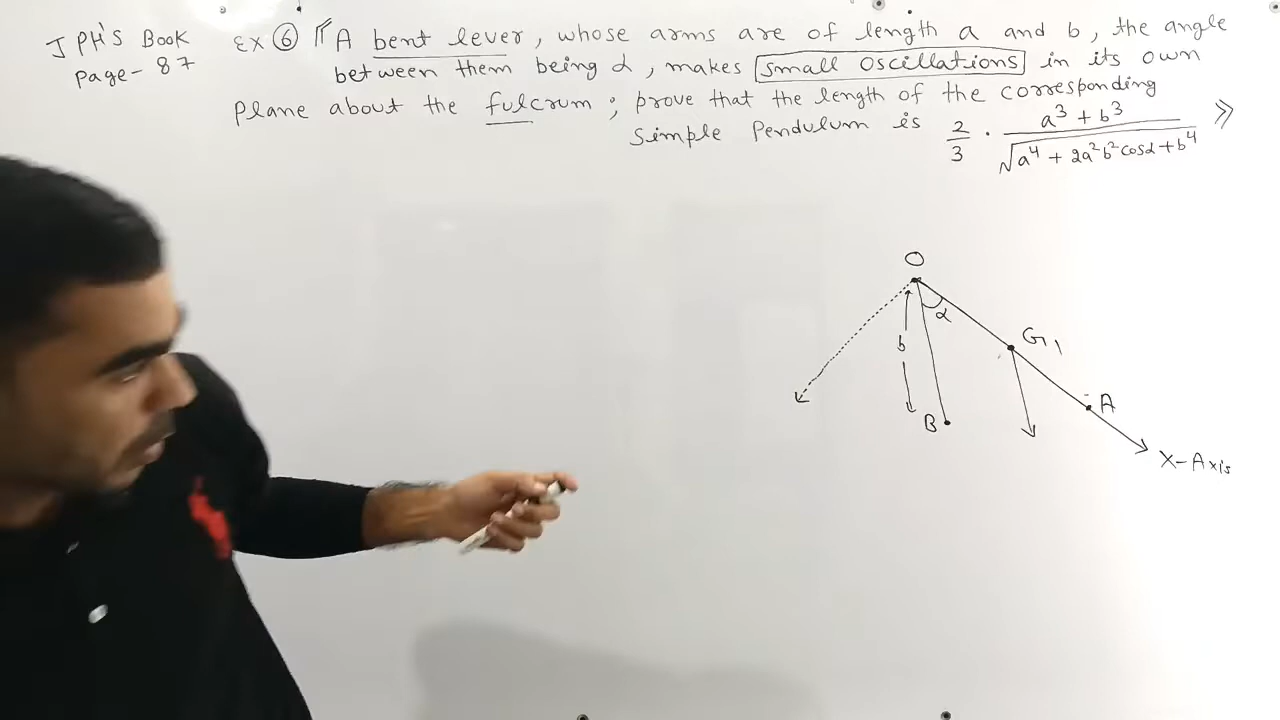 JPH'S Book
page- 87
Ex ⑥ ⟪ A bent lever, whose arms are of length a and b, the angle
between them being α, makes small oscillations in its own
plane about the fulcrum; prove that the length of the corresponding
simple pendulum is 2/3 · (a³ + b³)/√(a⁴ + 2a²b²cosα + b⁴) ⟫
O
α
b
G₁
B
A
X-Axis